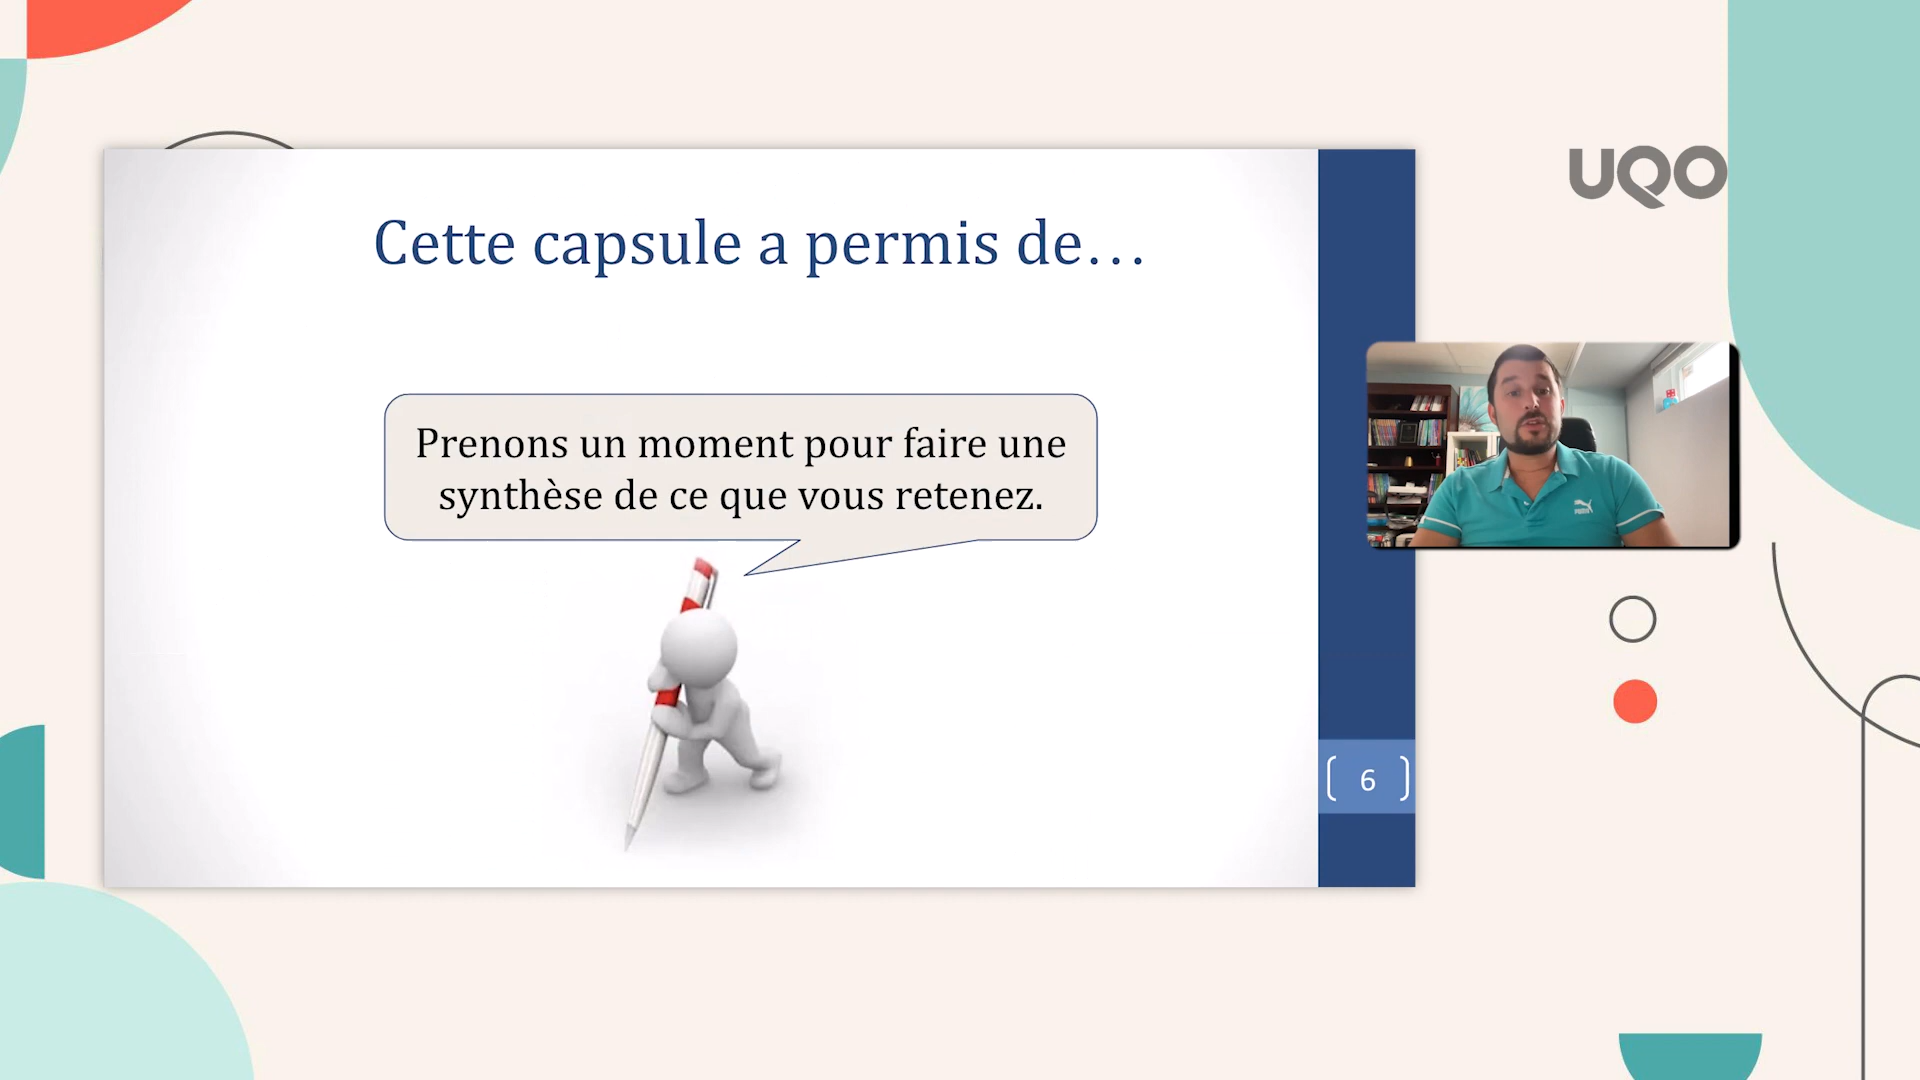 UQO
Cette capsule a permis de...
Prenons un moment pour faire une
synthèse de ce que vous retenez.
6